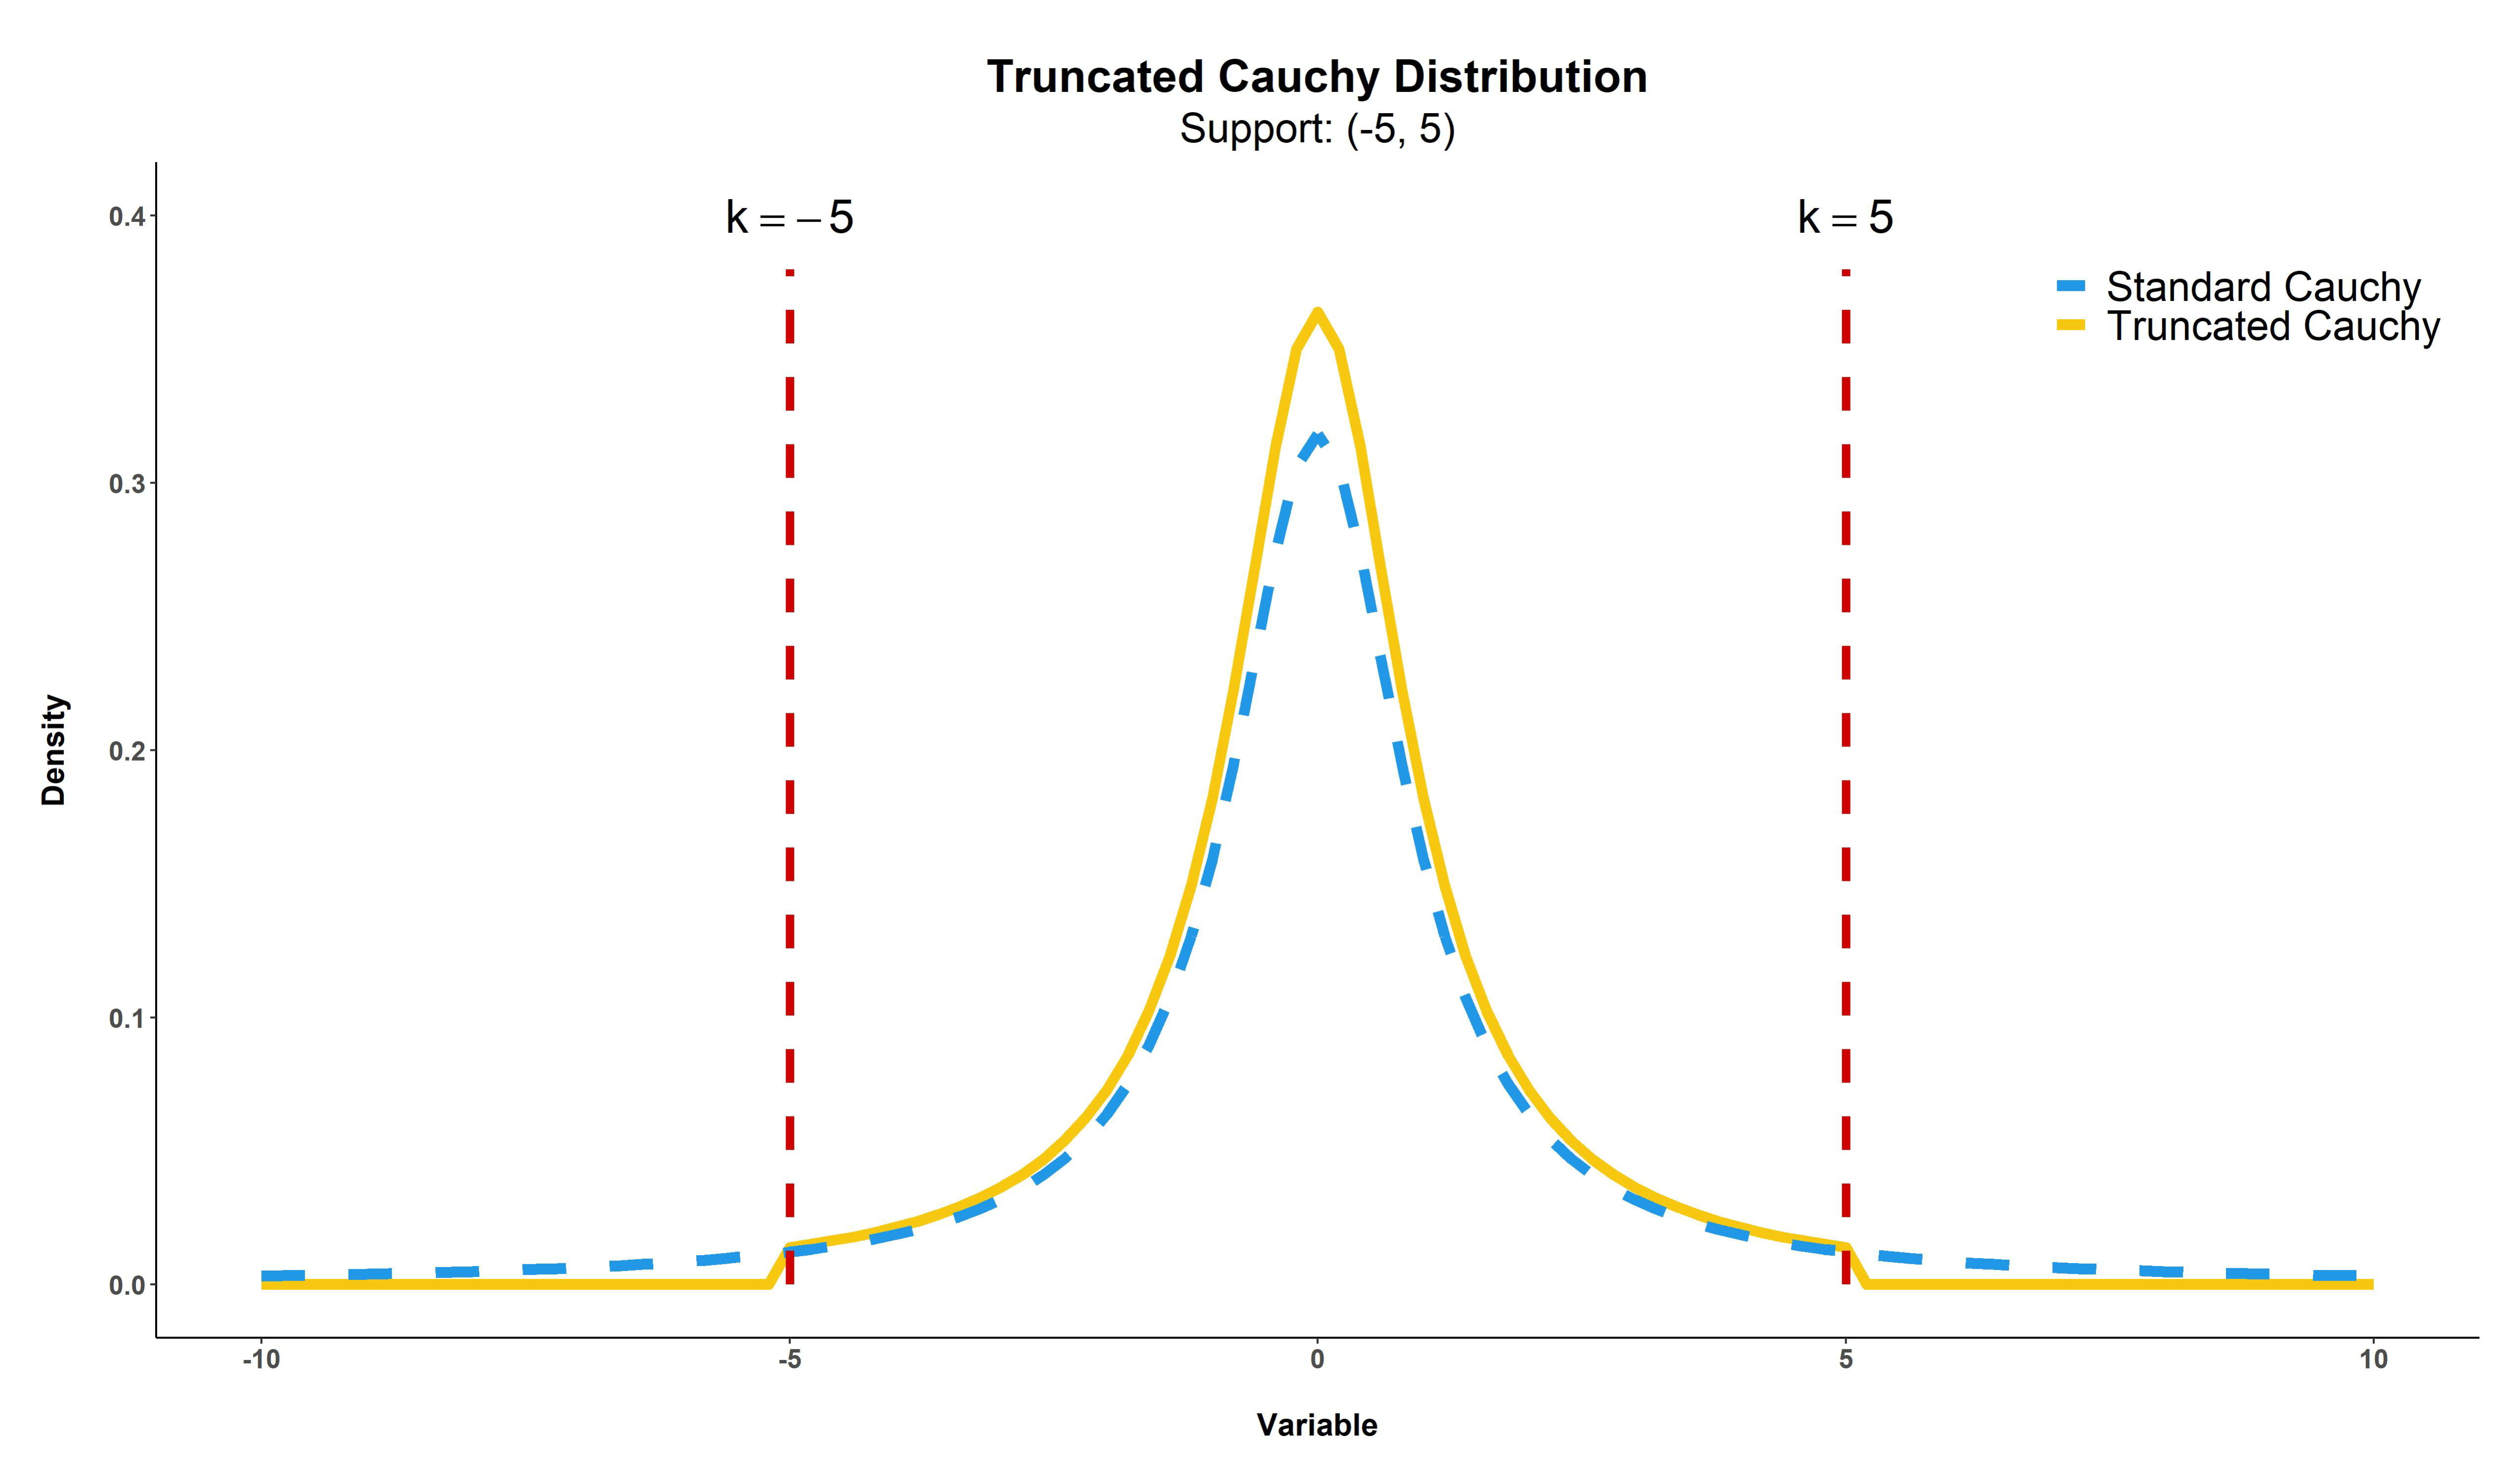 Truncated Cauchy Distribution
Support: (-5, 5)
k = − 5
k = 5
Standard Cauchy
Truncated Cauchy
0.4
0.3
0.2
0.1
0.0
Density
-10
-5
0
5
10
Variable